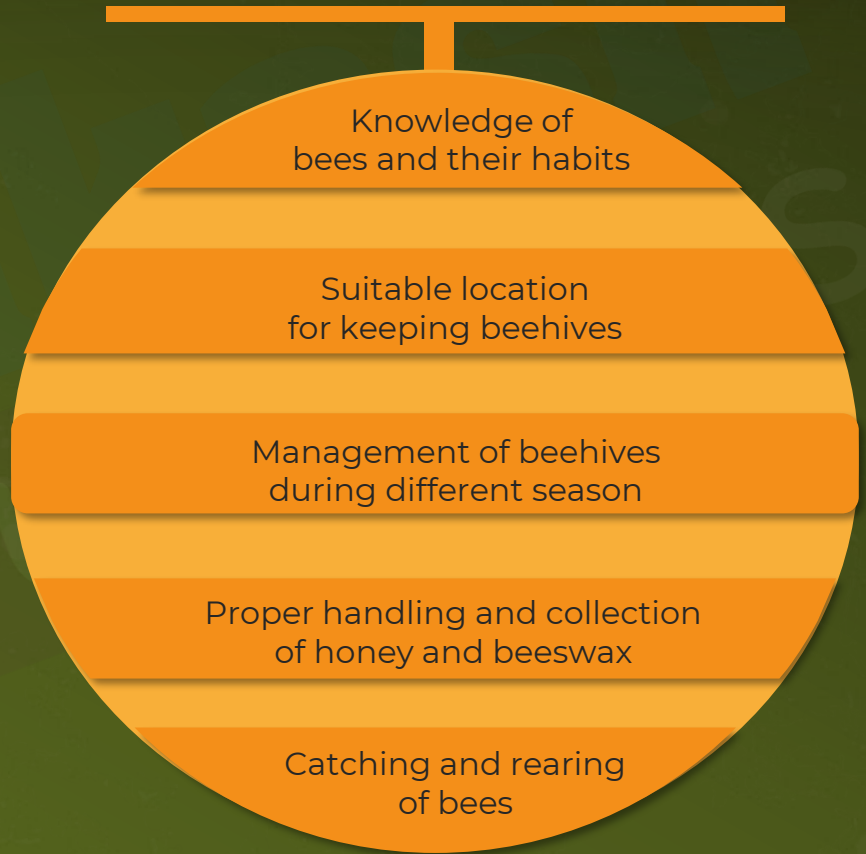 Knowledge of
bees and their habits
Suitable location
for keeping beehives
Management of beehives
during different season
Proper handling and collection
of honey and beeswax
Catching and rearing
of bees